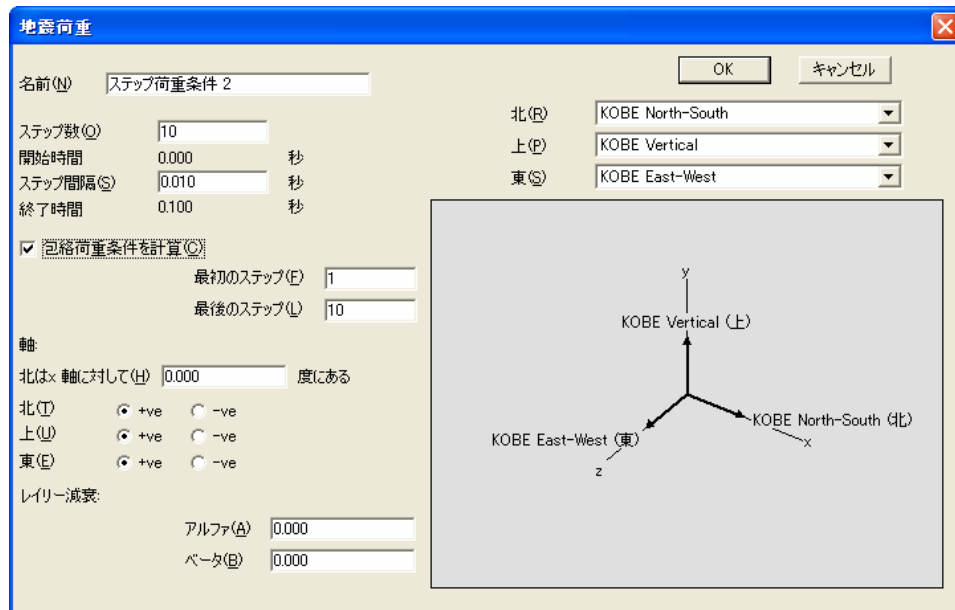 地震荷重
名前(N) ステップ荷重条件 2
OK キャンセル
ステップ数(O) 10
開始時間 0.000 秒
ステップ間隔(S) 0.010 秒
終了時間 0.100 秒
北(R) KOBE North-South
上(P) KOBE Vertical
東(S) KOBE East-West
包絡荷重条件を計算(C)
最初のステップ(F) 1
最後のステップ(L) 10
軸:
北はx 軸に対して(H) 0.000 度にある
北(T) +ve -ve
上(U) +ve -ve
東(E) +ve -ve
レイリー減衰:
アルファ(A) 0.000
ベータ(B) 0.000
y
KOBE Vertical (上)
KOBE North-South (北)
x
KOBE East-West (東)
z